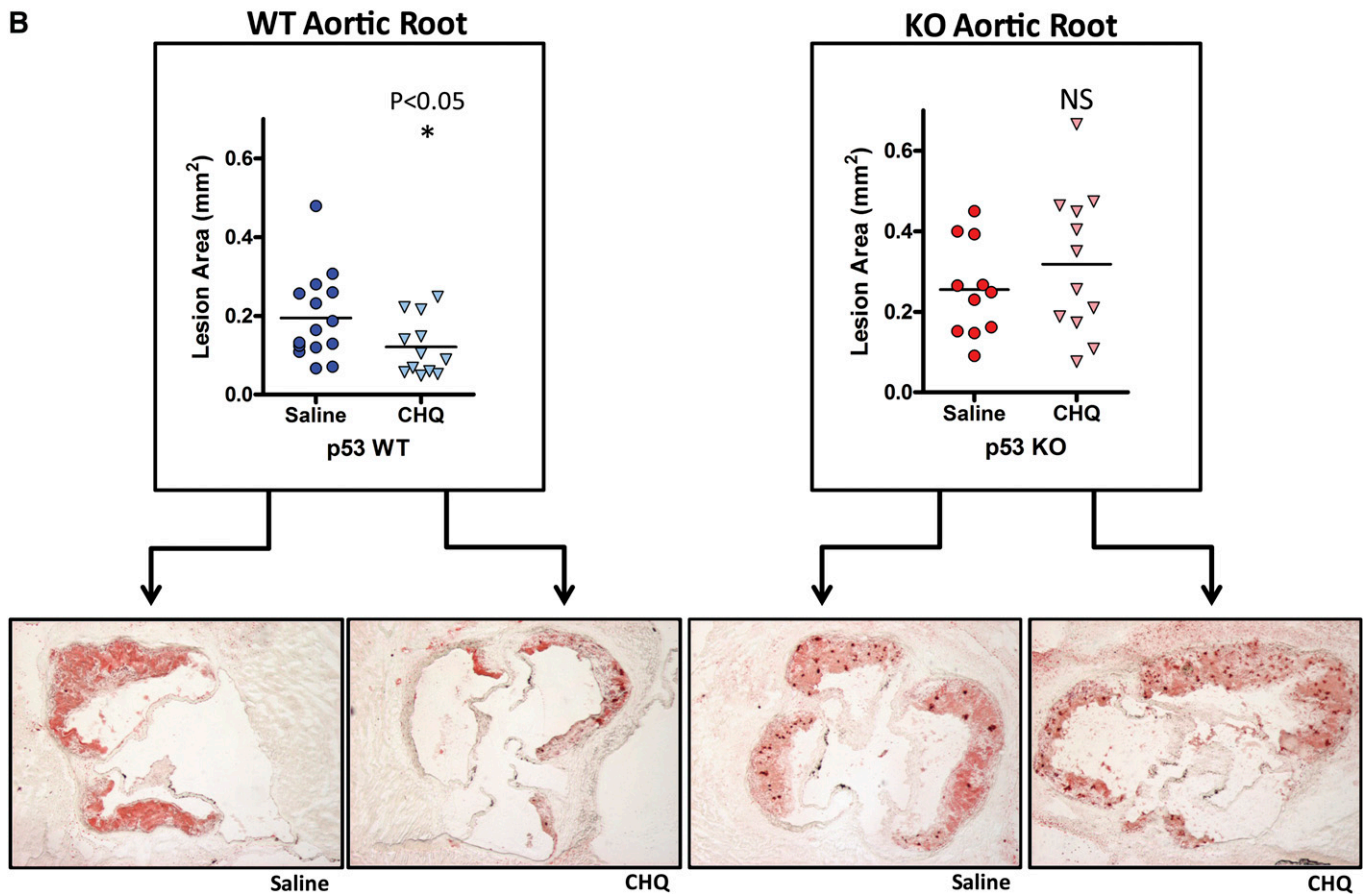 B
WT Aortic Root
P<0.05
*
Lesion Area (mm²)
0.6
0.4
0.2
0.0
Saline
CHQ
p53 WT
KO Aortic Root
NS
Lesion Area (mm²)
0.6
0.4
0.2
0.0
Saline
CHQ
p53 KO
Saline
CHQ
Saline
CHQ